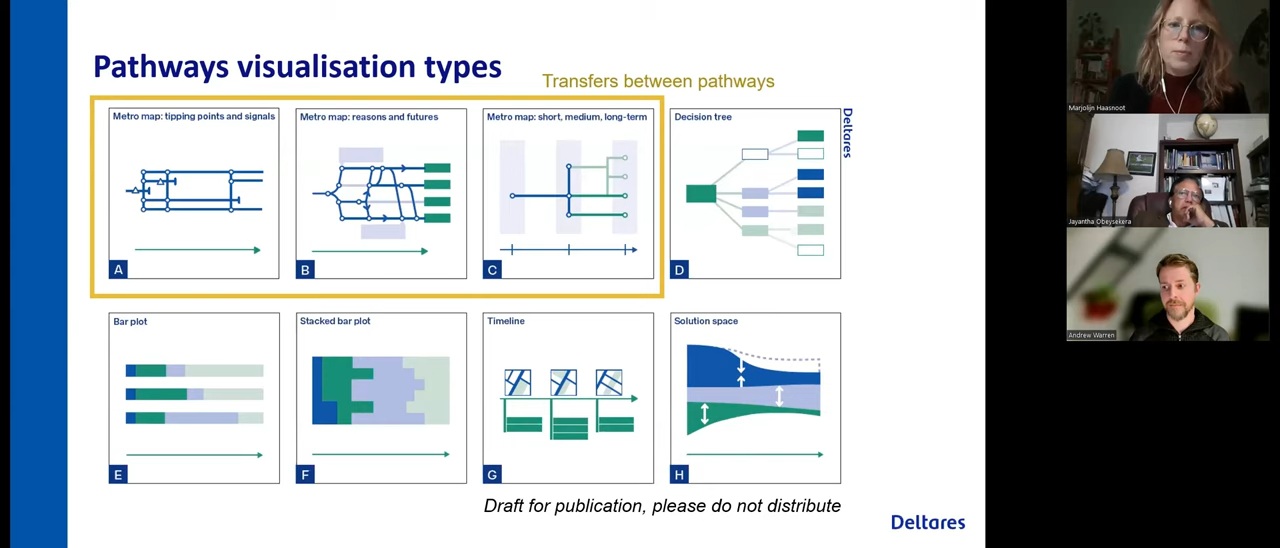 Pathways visualisation types
Transfers between pathways
Metro map: tipping points and signals
Metro map: reasons and futures
Metro map: short, medium, long-term
Decision tree
Deltares
A
B
C
D
Bar plot
Stacked bar plot
Timeline
Solution space
E
F
G
H
Draft for publication, please do not distribute
Deltares
Marjolijn Haasnoot
Jayantha Obeysekera
Andrew Warren